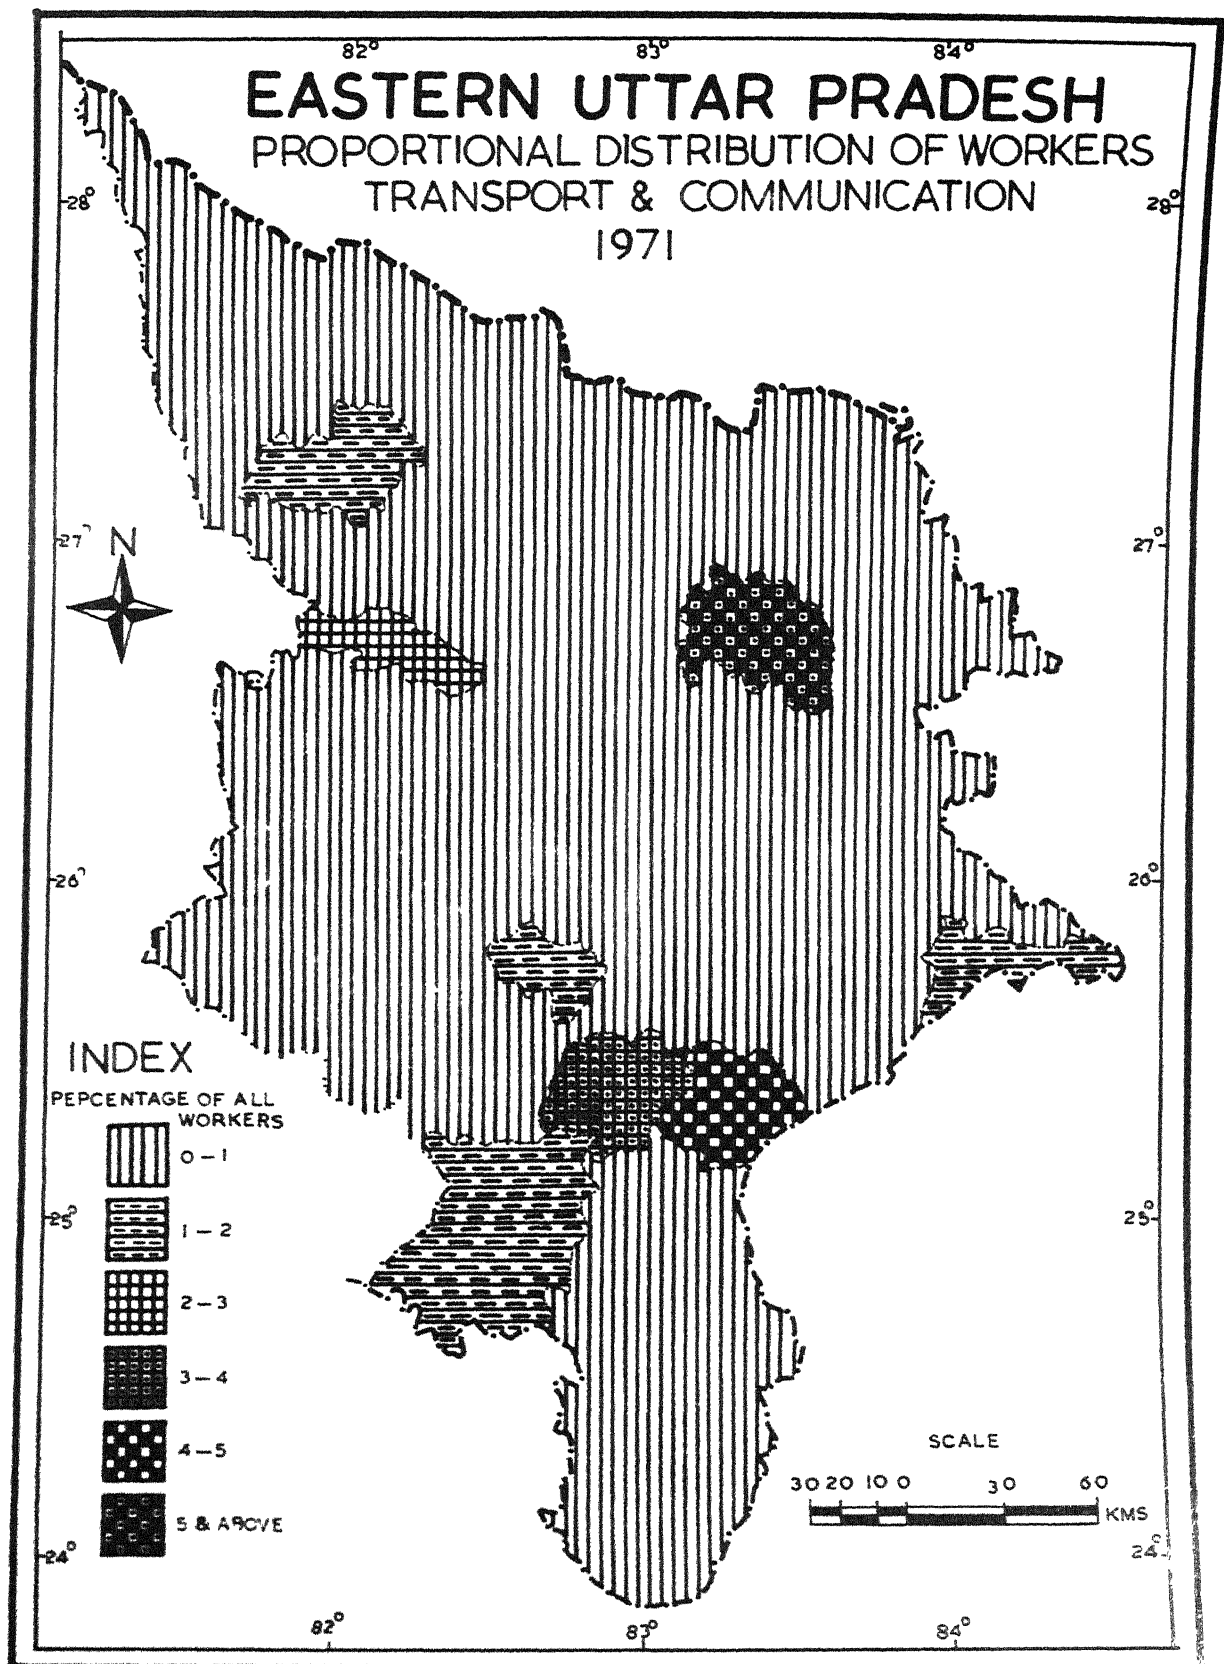 82° 83° 84°
EASTERN UTTAR PRADESH
PROPORTIONAL DISTRIBUTION OF WORKERS
TRANSPORT & COMMUNICATION
1971
28° 28°
27° 27°
N
26° 26°
INDEX
PEPCENTAGE OF ALL
WORKERS
0-1
25° 25°
1-2
2-3
3-4
4-5
5 & ABOVE
SCALE
30 20 10 0 30 60
KMS
24° 24°
82° 83° 84°